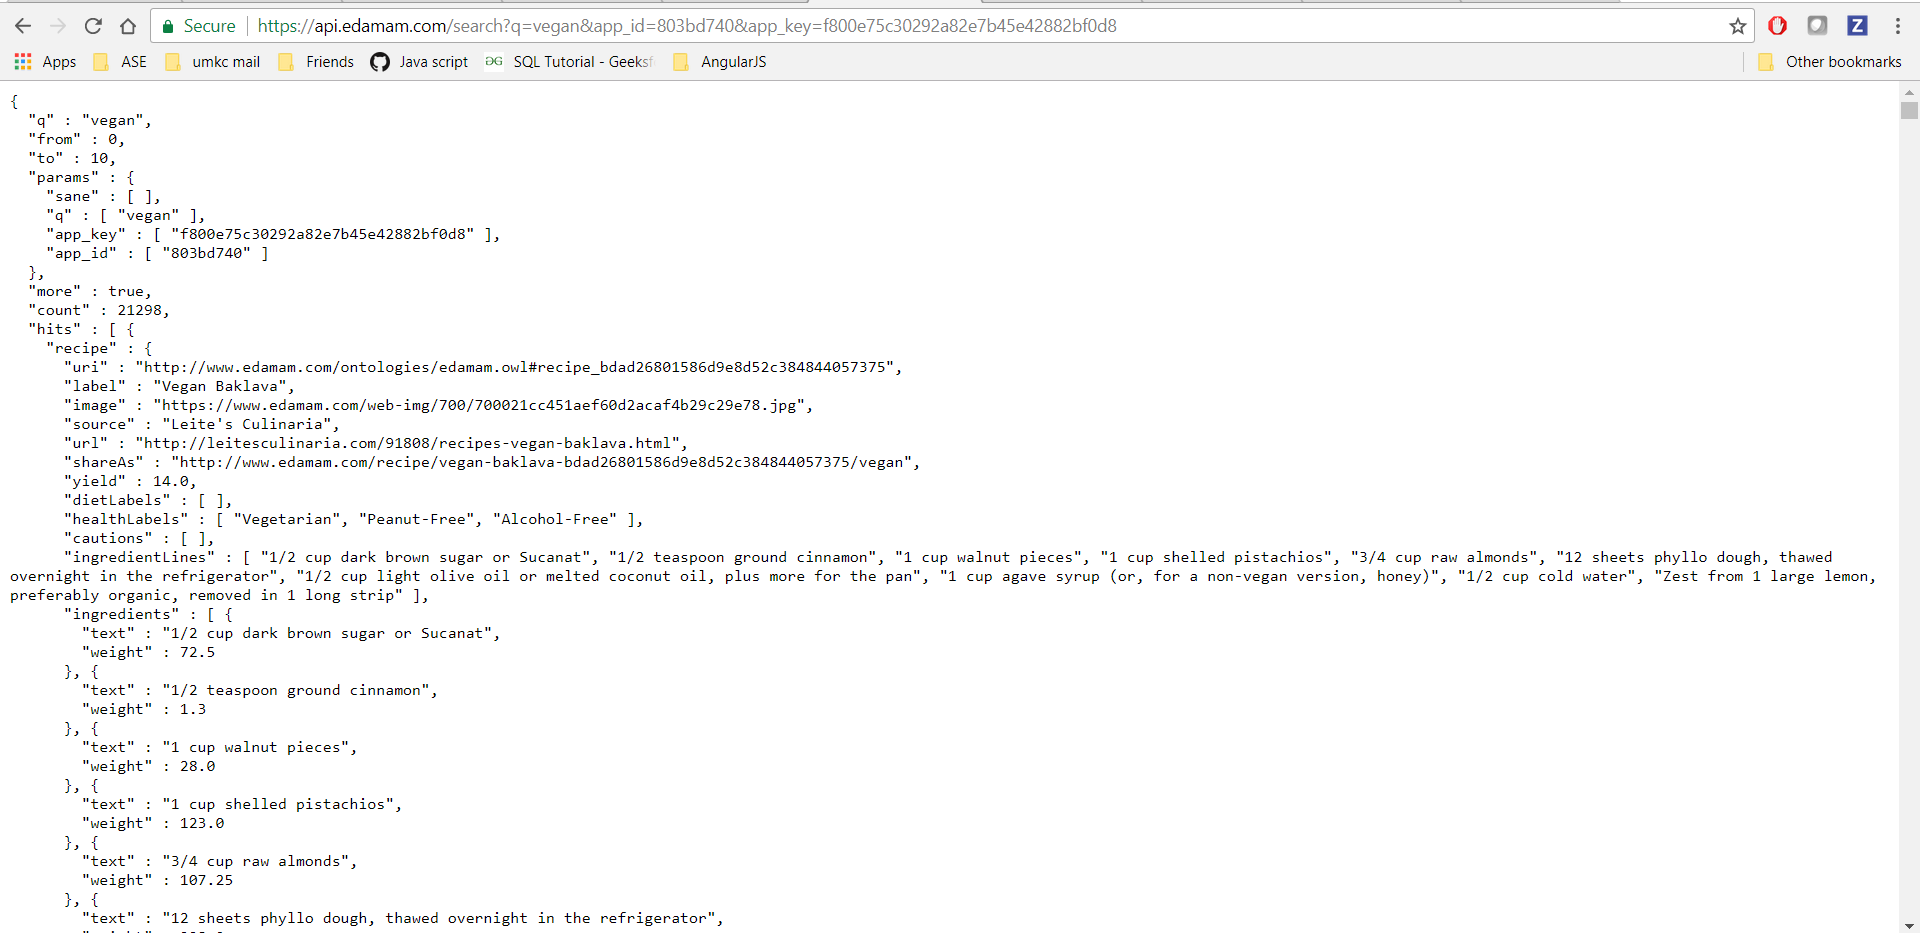 Secure https://api.edamam.com/search?q=vegan&app_id=803bd740&app_key=f800e75c30292a82e7b45e42882bf0d8
Apps ASE umkc mail Friends Java script SQL Tutorial - Geeksf AngularJS Other bookmarks
{
"q" : "vegan",
"from" : 0,
"to" : 10,
"params" : {
"sane" : [ ],
"q" : [ "vegan" ],
"app_key" : [ "f800e75c30292a82e7b45e42882bf0d8" ],
"app_id" : [ "803bd740" ]
},
"more" : true,
"count" : 21298,
"hits" : [ {
"recipe" : {
"uri" : "http://www.edamam.com/ontologies/edamam.owl#recipe_bdad26801586d9e8d52c384844057375",
"label" : "Vegan Baklava",
"image" : "https://www.edamam.com/web-img/700/700021cc451aef60d2acaf4b29c29e78.jpg",
"source" : "Leite's Culinaria",
"url" : "http://leitesculinaria.com/91808/recipes-vegan-baklava.html",
"shareAs" : "http://www.edamam.com/recipe/vegan-baklava-bdad26801586d9e8d52c384844057375/vegan",
"yield" : 14.0,
"dietLabels" : [ ],
"healthLabels" : [ "Vegetarian", "Peanut-Free", "Alcohol-Free" ],
"cautions" : [ ],
"ingredientLines" : [ "1/2 cup dark brown sugar or Sucanat", "1/2 teaspoon ground cinnamon", "1 cup walnut pieces", "1 cup shelled pistachios", "3/4 cup raw almonds", "12 sheets phyllo dough, thawed
overnight in the refrigerator", "1/2 cup light olive oil or melted coconut oil, plus more for the pan", "1 cup agave syrup (or, for a non-vegan version, honey)", "1/2 cup cold water", "Zest from 1 large lemon,
preferably organic, removed in 1 long strip" ],
"ingredients" : [ {
"text" : "1/2 cup dark brown sugar or Sucanat",
"weight" : 72.5
}, {
"text" : "1/2 teaspoon ground cinnamon",
"weight" : 1.3
}, {
"text" : "1 cup walnut pieces",
"weight" : 28.0
}, {
"text" : "1 cup shelled pistachios",
"weight" : 123.0
}, {
"text" : "3/4 cup raw almonds",
"weight" : 107.25
}, {
"text" : "12 sheets phyllo dough, thawed overnight in the refrigerator",